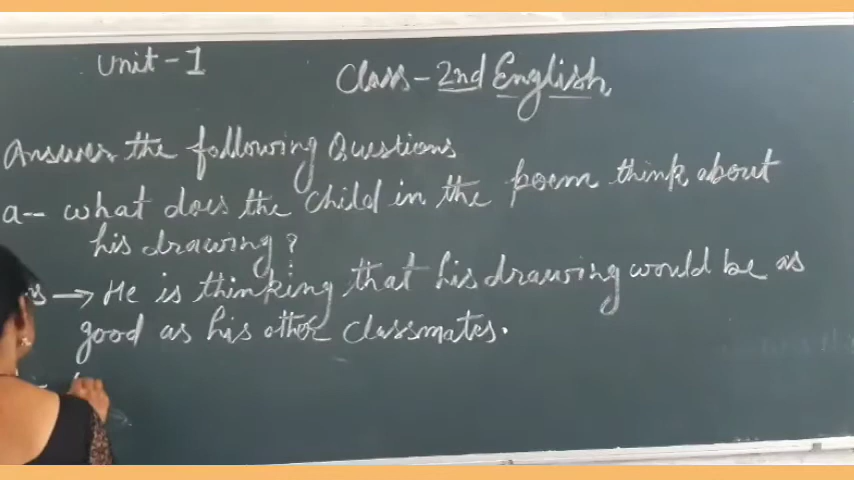 Unit - 1
Class - 2nd English
Answer the following Questions
a -- what does the child in the poem think about
his drawing?
→ He is thinking that his drawing would be as
good as his other classmates.